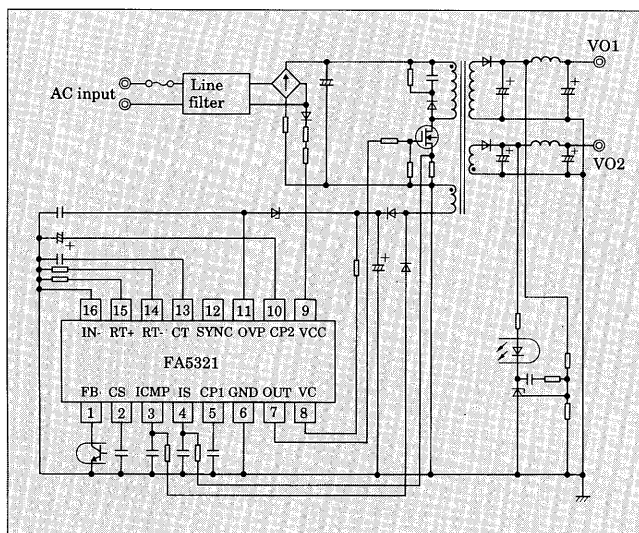 VO1
AC input
Line
filter
+
+
VO2
+
+
+
+
16 15 14 13 12 11 10 9
IN- RT+ RT- CT SYNC OVP CP2 VCC
FA5321
FB CS ICMP IS CP1 GND OUT VC
1 2 3 4 5 6 7 8